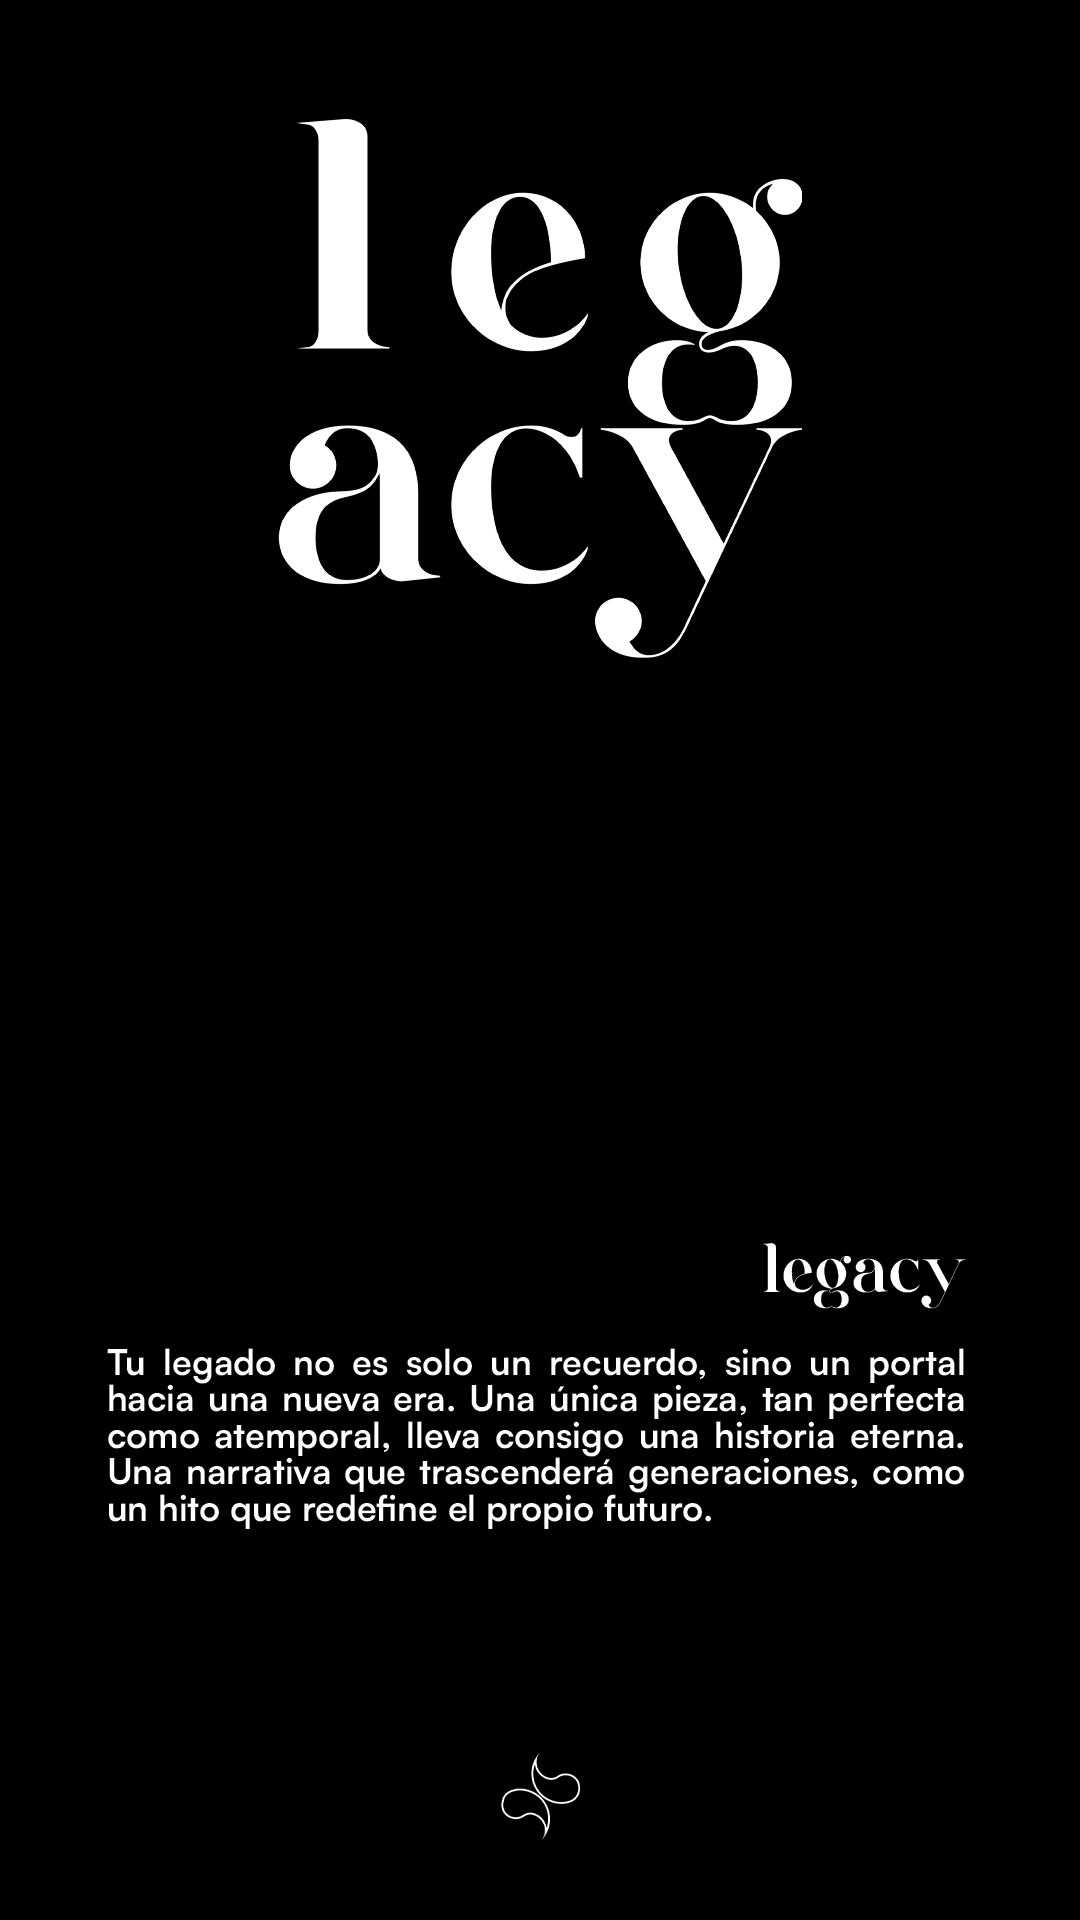 leg
acy
legacy
Tu legado no es solo un recuerdo, sino un portal
hacia una nueva era. Una única pieza, tan perfecta
como atemporal, lleva consigo una historia eterna.
Una narrativa que trascenderá generaciones, como
un hito que redefine el propio futuro.